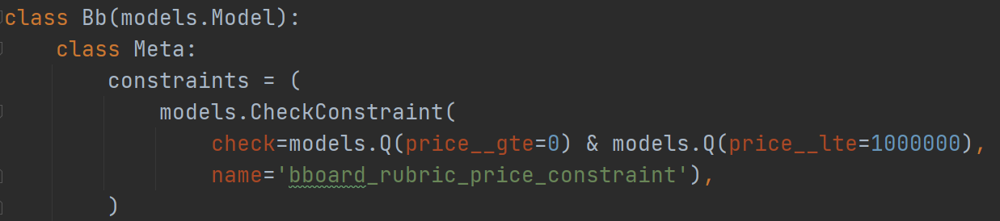 class Bb(models.Model):
    class Meta:
        constraints = (
            models.CheckConstraint(
                check=models.Q(price__gte=0) & models.Q(price__lte=1000000),
                name='bboard_rubric_price_constraint'),
        )